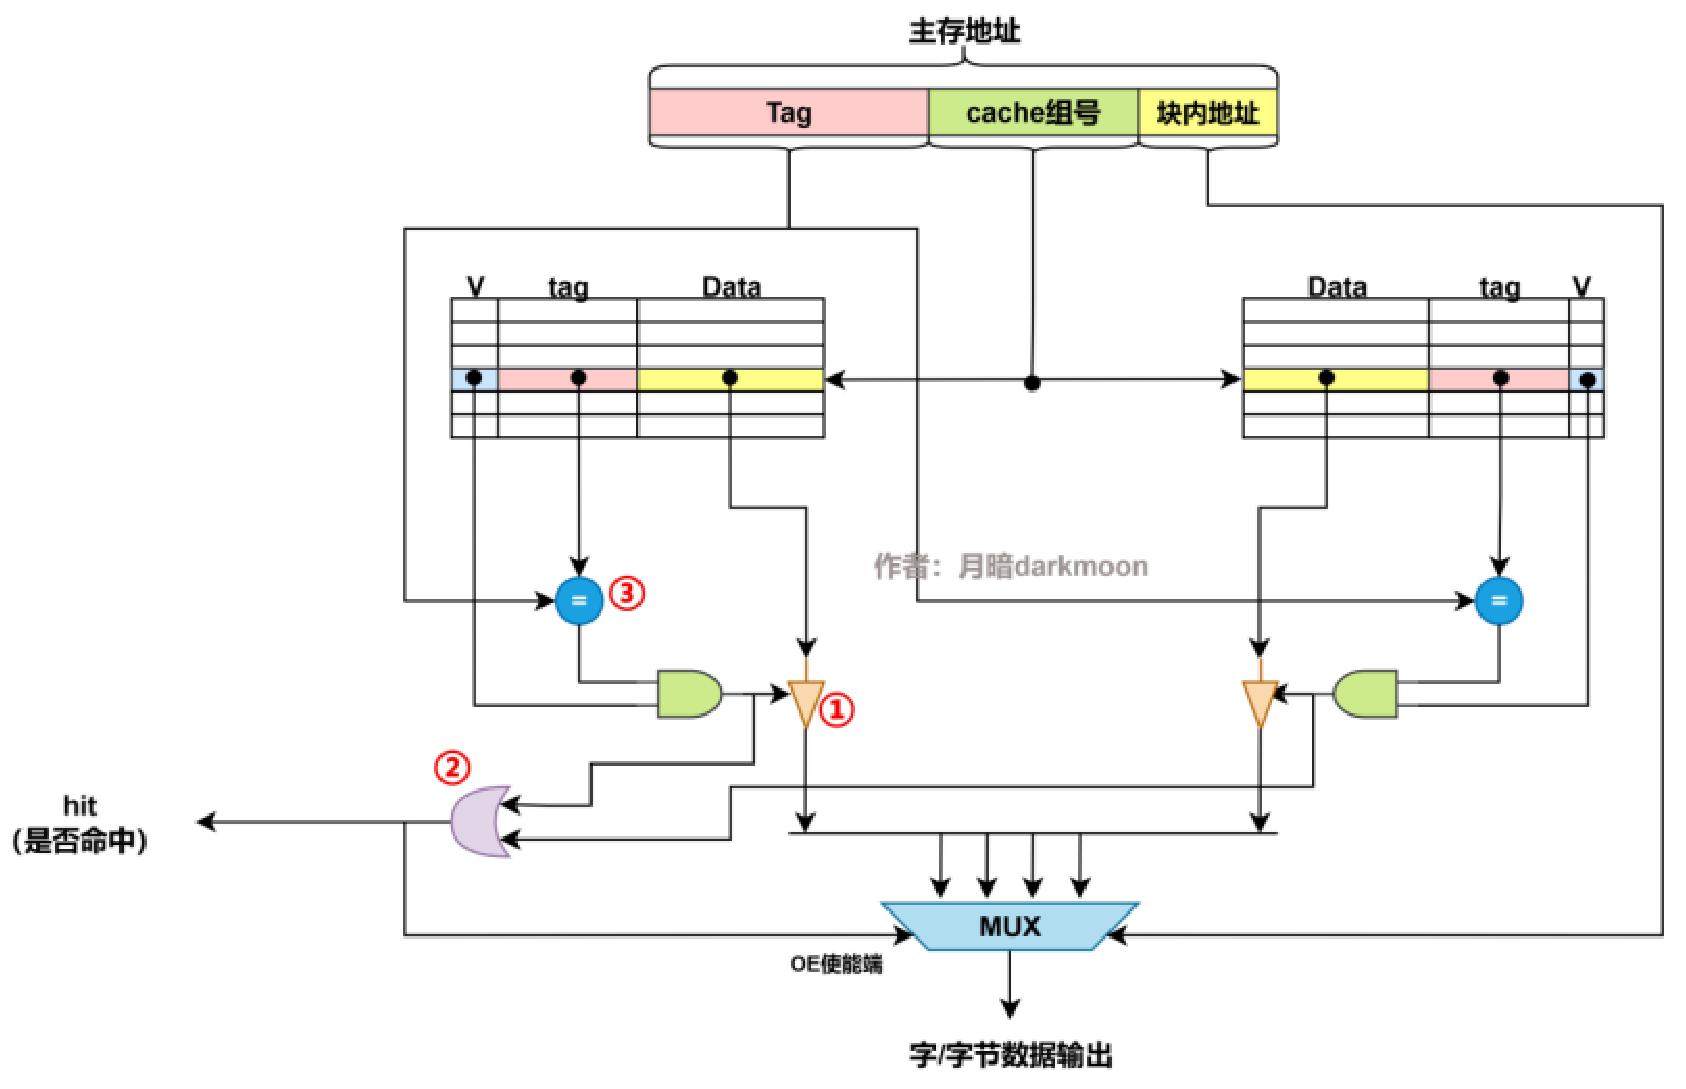 主存地址
Tag cache组号 块内地址
V tag Data
Data tag V
作者：月暗darkmoon
= ③
=
①
②
hit
（是否命中）
MUX
OE使能端
字/字节数据输出